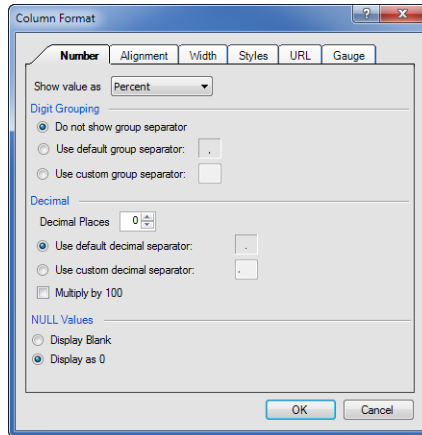 Column Format
?
Number Alignment Width Styles URL Gauge
Show value as Percent
Digit Grouping
Do not show group separator
Use default group separator: ,
Use custom group separator:
Decimal
Decimal Places 0
Use default decimal separator: .
Use custom decimal separator: .
Multiply by 100
NULL Values
Display Blank
Display as 0
OK Cancel